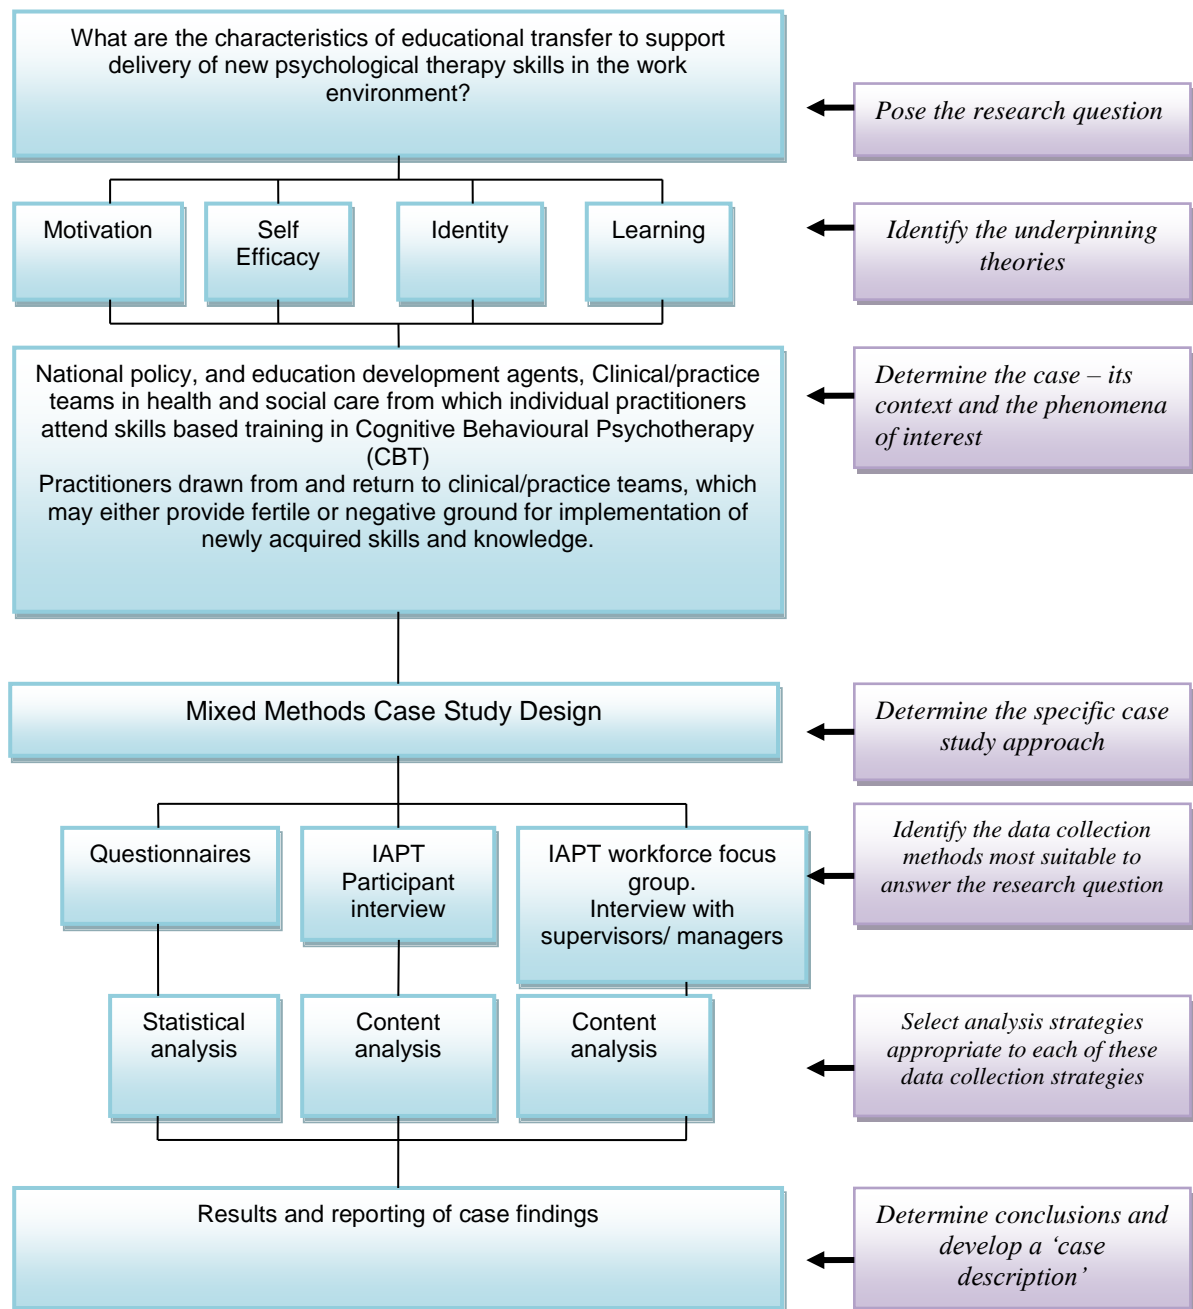 What are the characteristics of educational transfer to support
delivery of new psychological therapy skills in the work
environment?
Pose the research question
Motivation
Self
Efficacy
Identity
Learning
Identify the underpinning
theories
National policy, and education development agents, Clinical/practice
teams in health and social care from which individual practitioners
attend skills based training in Cognitive Behavioural Psychotherapy
(CBT)
Practitioners drawn from and return to clinical/practice teams, which
may either provide fertile or negative ground for implementation of
newly acquired skills and knowledge.
Determine the case – its
context and the phenomena
of interest
Mixed Methods Case Study Design
Determine the specific case
study approach
Questionnaires
IAPT
Participant
interview
IAPT workforce focus
group.
Interview with
supervisors/ managers
Identify the data collection
methods most suitable to
answer the research question
Statistical
analysis
Content
analysis
Content
analysis
Select analysis strategies
appropriate to each of these
data collection strategies
Results and reporting of case findings
Determine conclusions and
develop a ‘case
description’